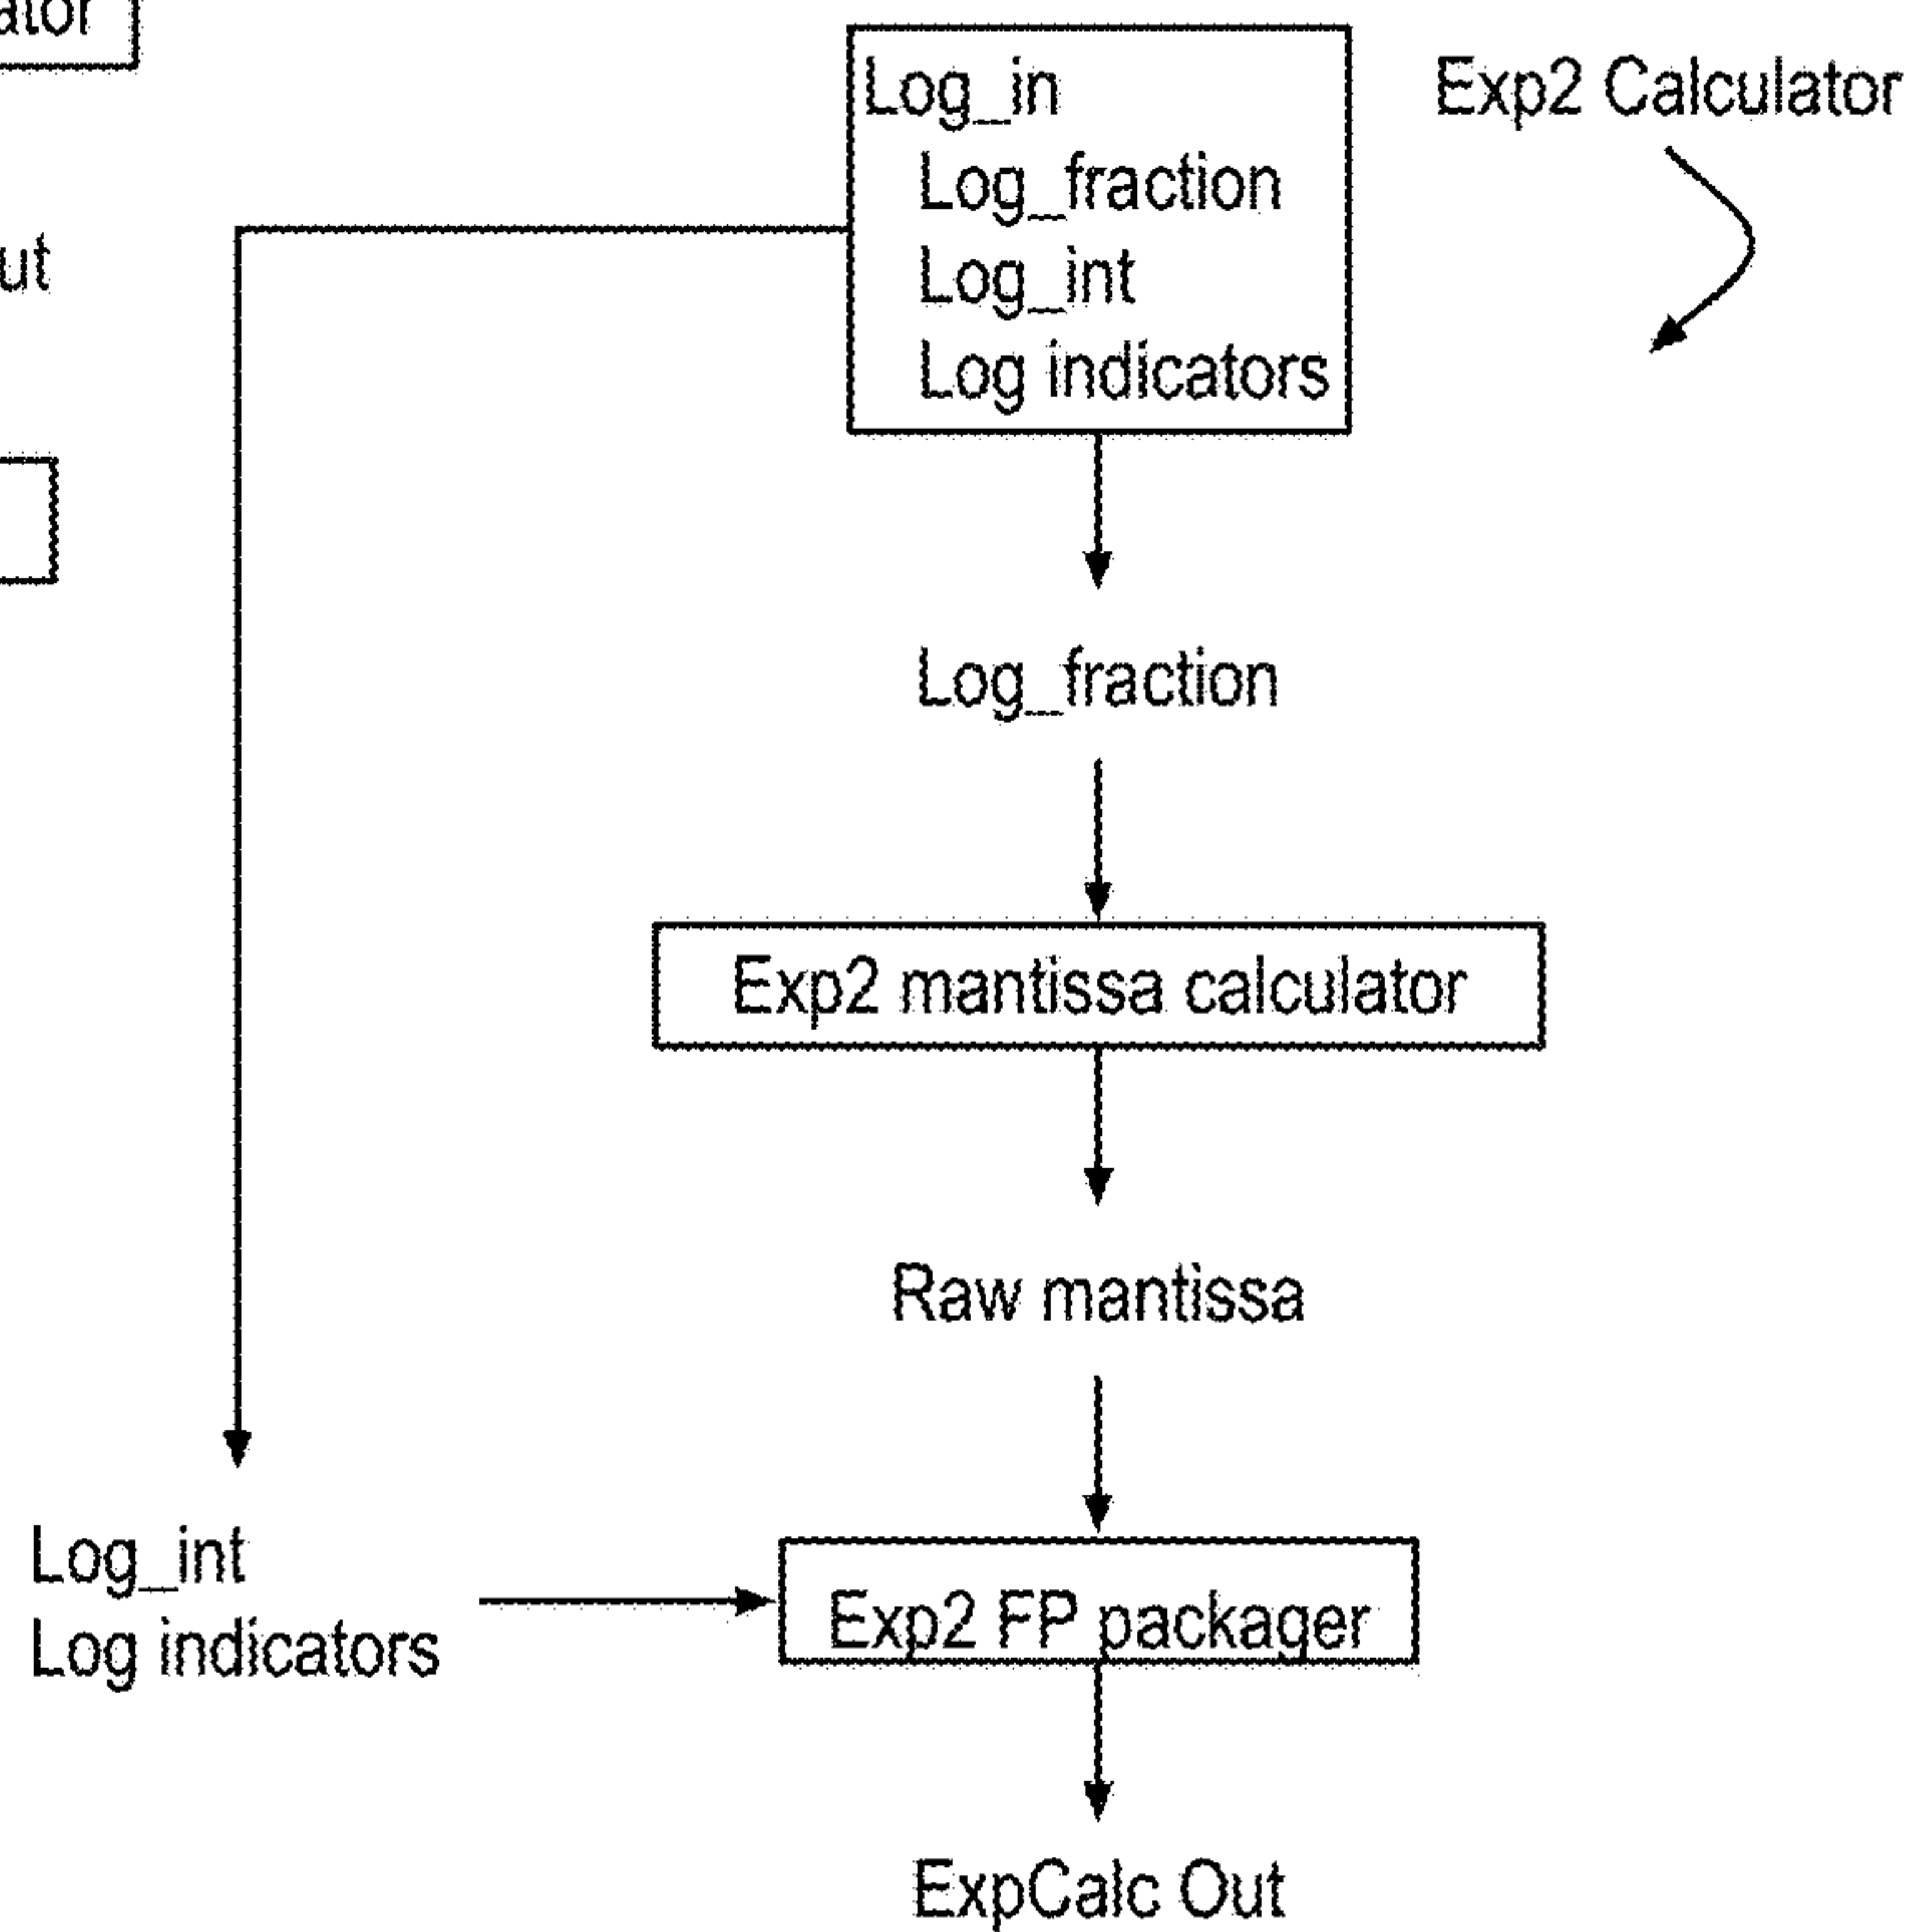 Log_in
Log_fraction
Log_int
Log indicators
Exp2 Calculator
Log_fraction
Exp2 mantissa calculator
Raw mantissa
Log_int
Log indicators
Exp2 FP packager
ExpCalc Out